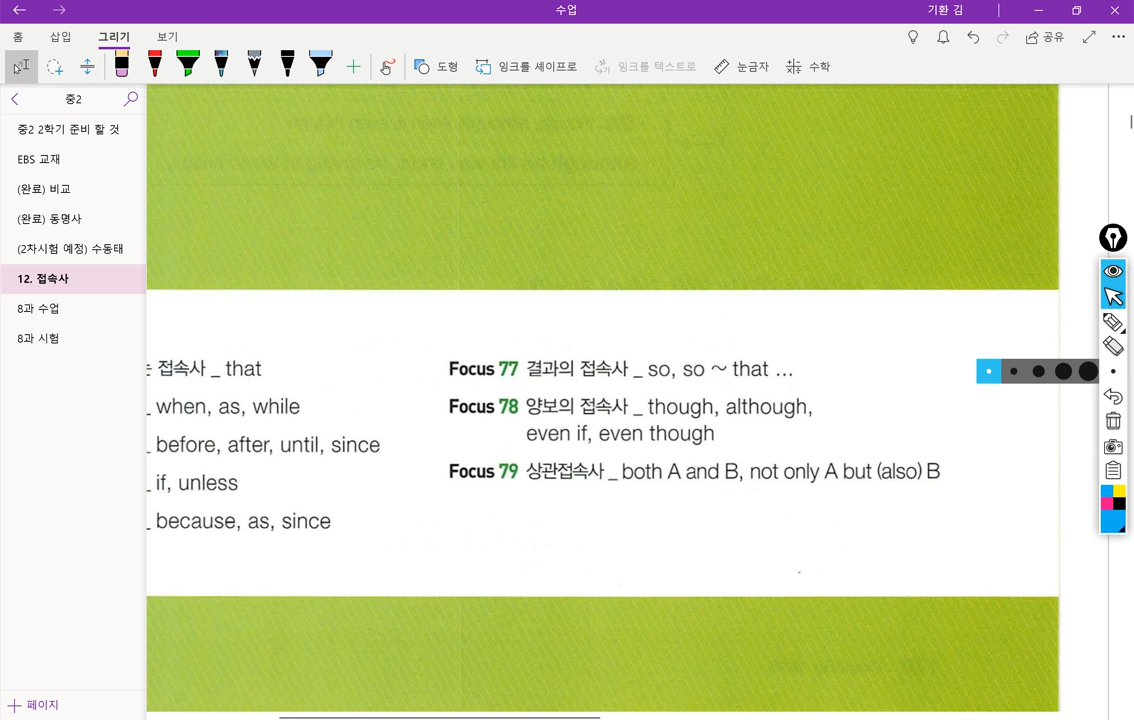 수업
기환 김
홈
삽입
그리기
보기
공유
도형
잉크를 셰이프로
잉크를 텍스트로
눈금자
수학
중2
중2 2학기 준비 할 것
EBS 교재
(완료) 비교
(완료) 동명사
(2차시험 예정) 수동태
12. 접속사
8과 수업
8과 시험
페이지
는 접속사 _ that
_ when, as, while
_ before, after, until, since
_ if, unless
_ because, as, since
Focus 77 결과의 접속사 _ so, so ～ that ...
Focus 78 양보의 접속사 _ though, although,
even if, even though
Focus 79 상관접속사 _ both A and B, not only A but (also) B